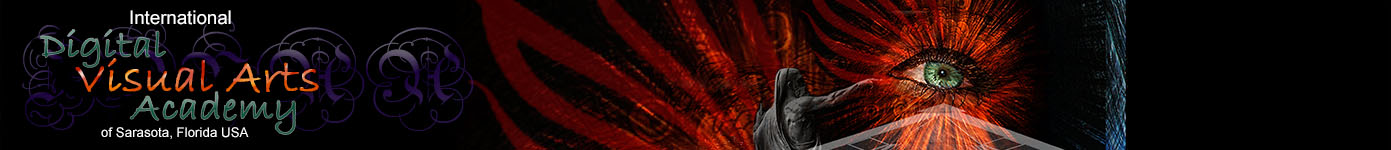 International
Digital
Visual Arts
Academy
of Sarasota, Florida USA